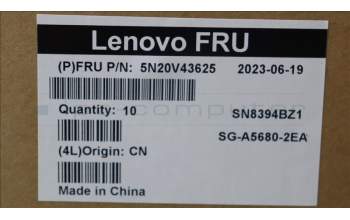 Lenovo FRU
(P)FRU P/N: 5N20V43625 2023-06-19
computer
Quantity: 10 SN8394BZ1
SG-A5680-2EA
(4L)Origin: CN
Made in China